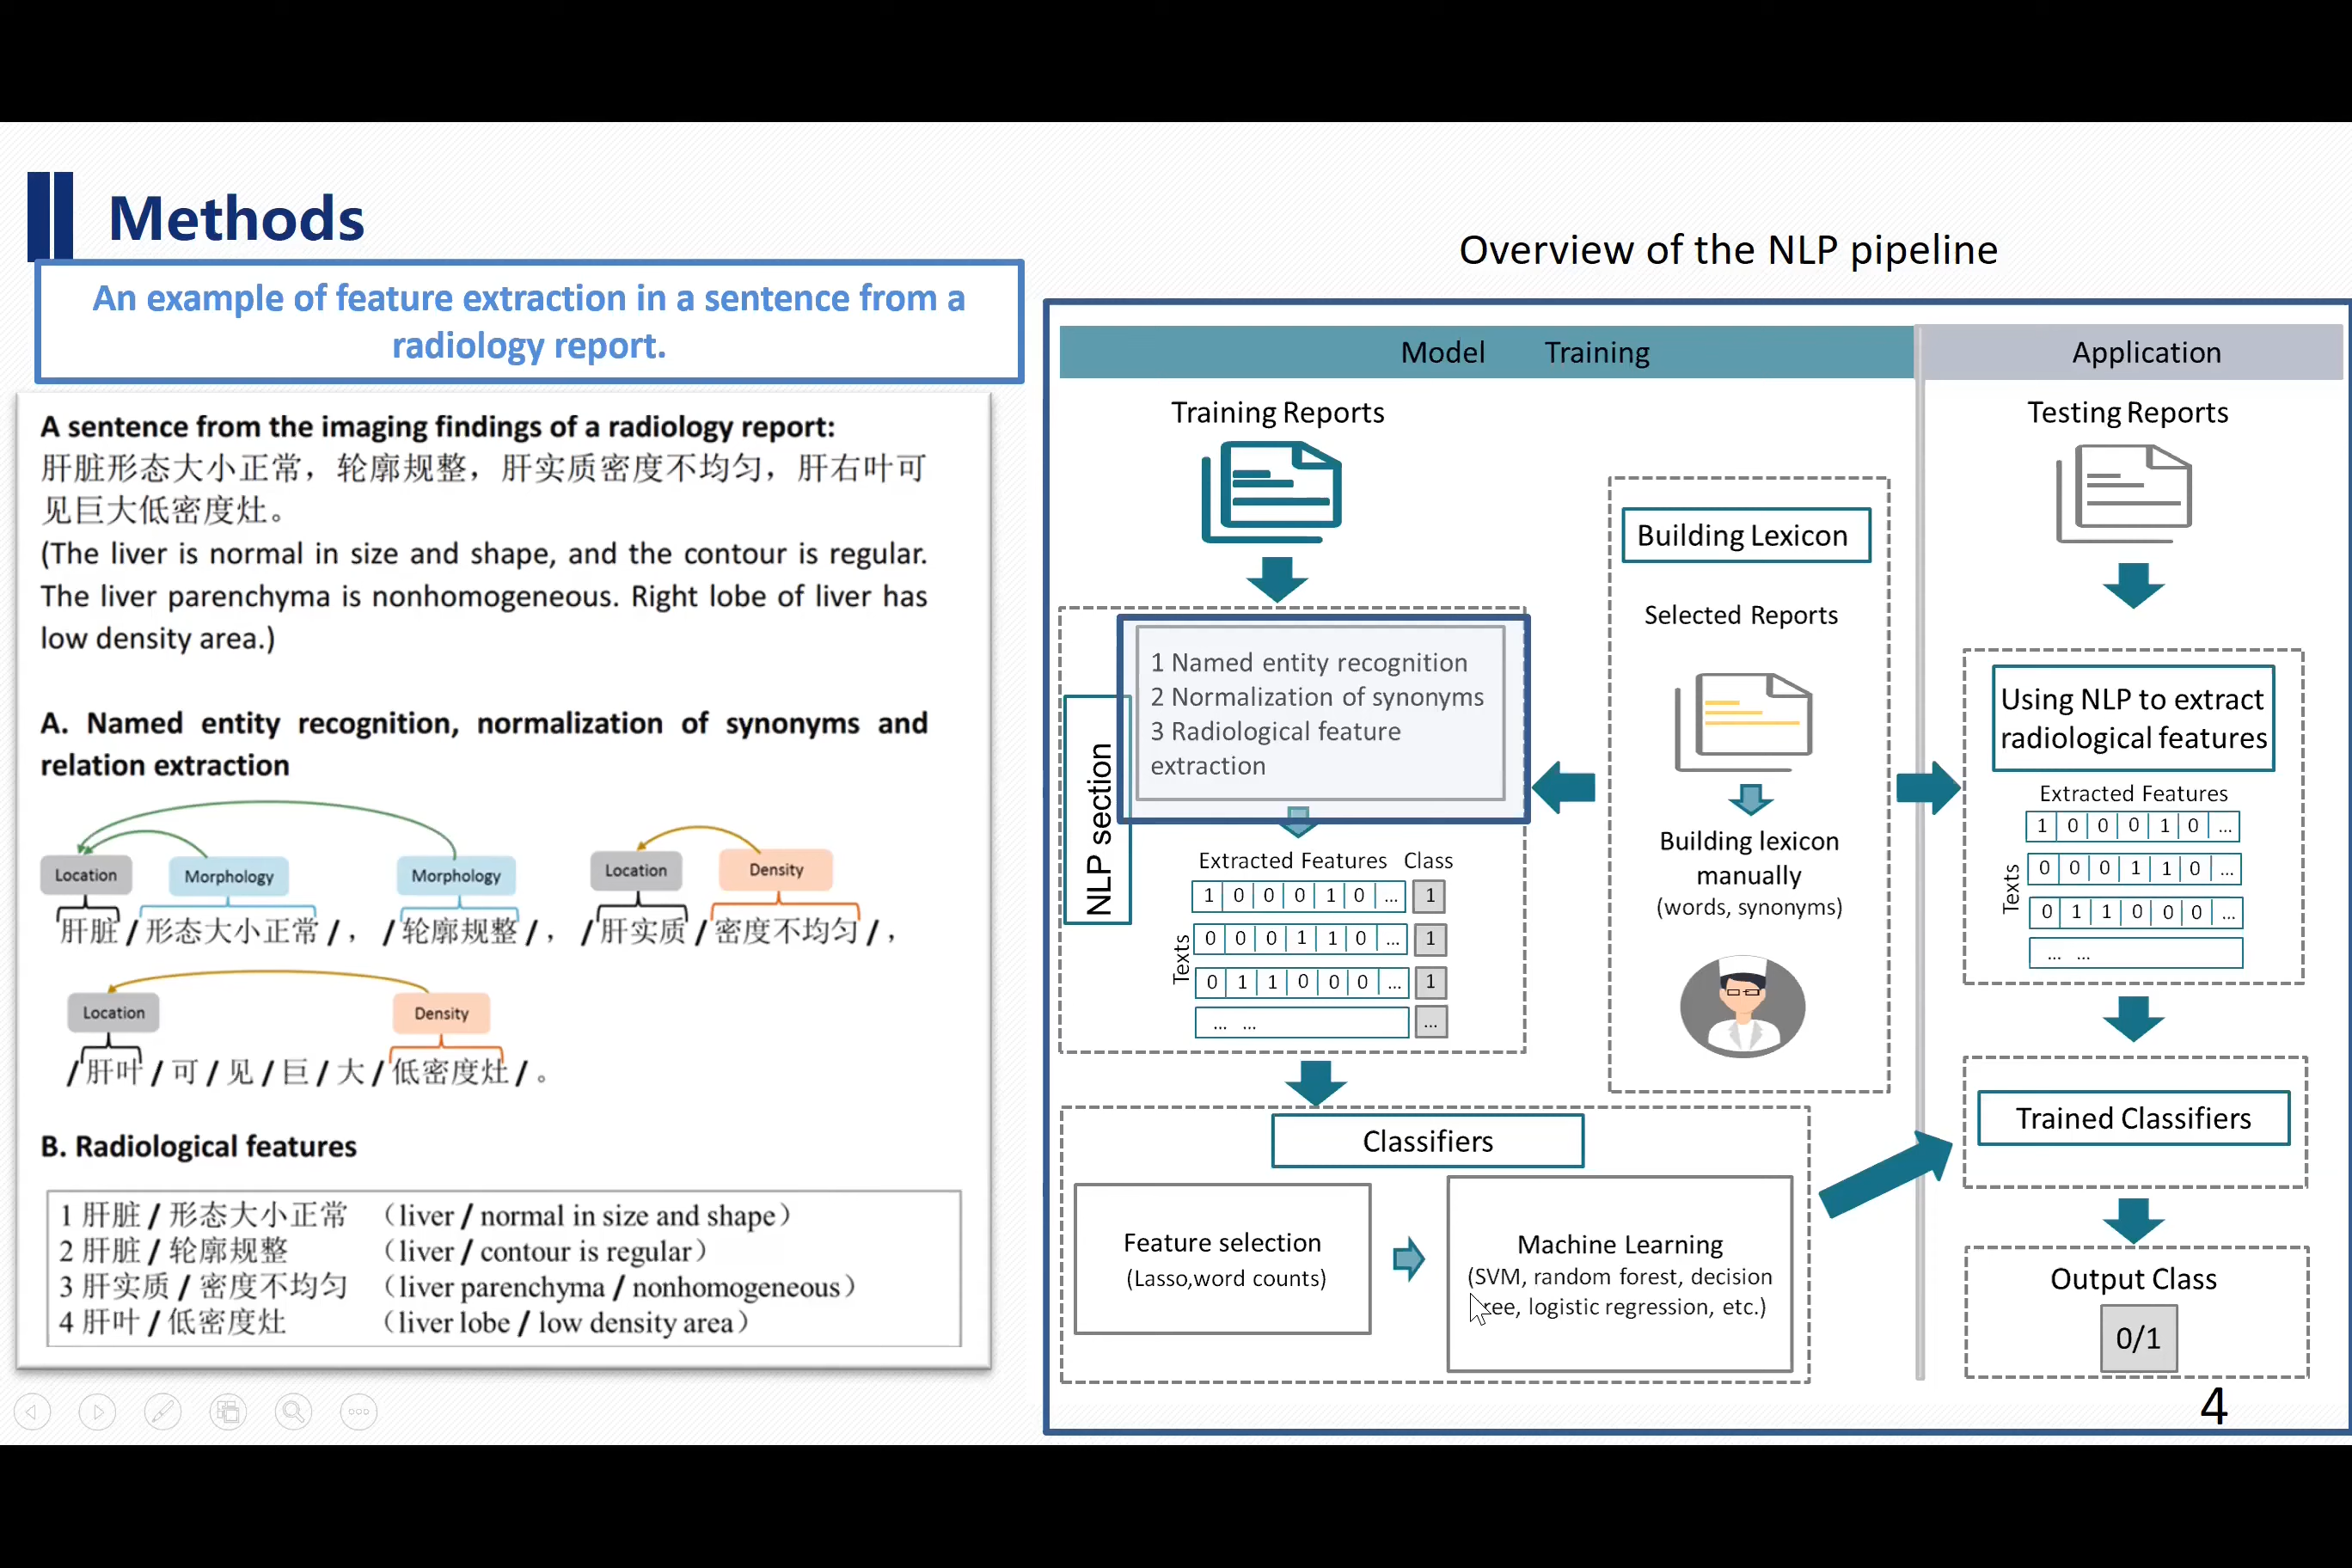 Methods
An example of feature extraction in a sentence from a
radiology report.
A sentence from the imaging findings of a radiology report:
肝脏形态大小正常，轮廓规整，肝实质密度不均匀，肝右叶可
见巨大低密度灶。
(The liver is normal in size and shape, and the contour is regular.
The liver parenchyma is nonhomogeneous. Right lobe of liver has
low density area.)
A. Named entity recognition, normalization of synonyms and
relation extraction
Location Morphology Morphology Location Density
肝脏 / 形态大小正常 / ， / 轮廓规整 / ， / 肝实质 / 密度不均匀 / ，
Location Density
/ 肝叶 / 可 / 见 / 巨 / 大 / 低密度灶 / 。
B. Radiological features
1 肝脏 / 形态大小正常 （liver / normal in size and shape）
2 肝脏 / 轮廓规整 （liver / contour is regular）
3 肝实质 / 密度不均匀 （liver parenchyma / nonhomogeneous）
4 肝叶 / 低密度灶 （liver lobe / low density area）
Overview of the NLP pipeline
Model Training
Training Reports
NLP section
1 Named entity recognition
2 Normalization of synonyms
3 Radiological feature
extraction
Extracted Features Class
Texts
1 0 0 0 1 0 ... 1
0 0 0 1 1 0 ... 1
0 1 1 0 0 0 ... 1
... ... ...
Building Lexicon
Selected Reports
Building lexicon
manually
(words, synonyms)
Classifiers
Feature selection
(Lasso,word counts)
Machine Learning
(SVM, random forest, decision
ree, logistic regression, etc.)
Application
Testing Reports
Using NLP to extract
radiological features
Extracted Features
Texts
1 0 0 0 1 0 ...
0 0 0 1 1 0 ...
0 1 1 0 0 0 ...
... ...
Trained Classifiers
Output Class
0/1
4